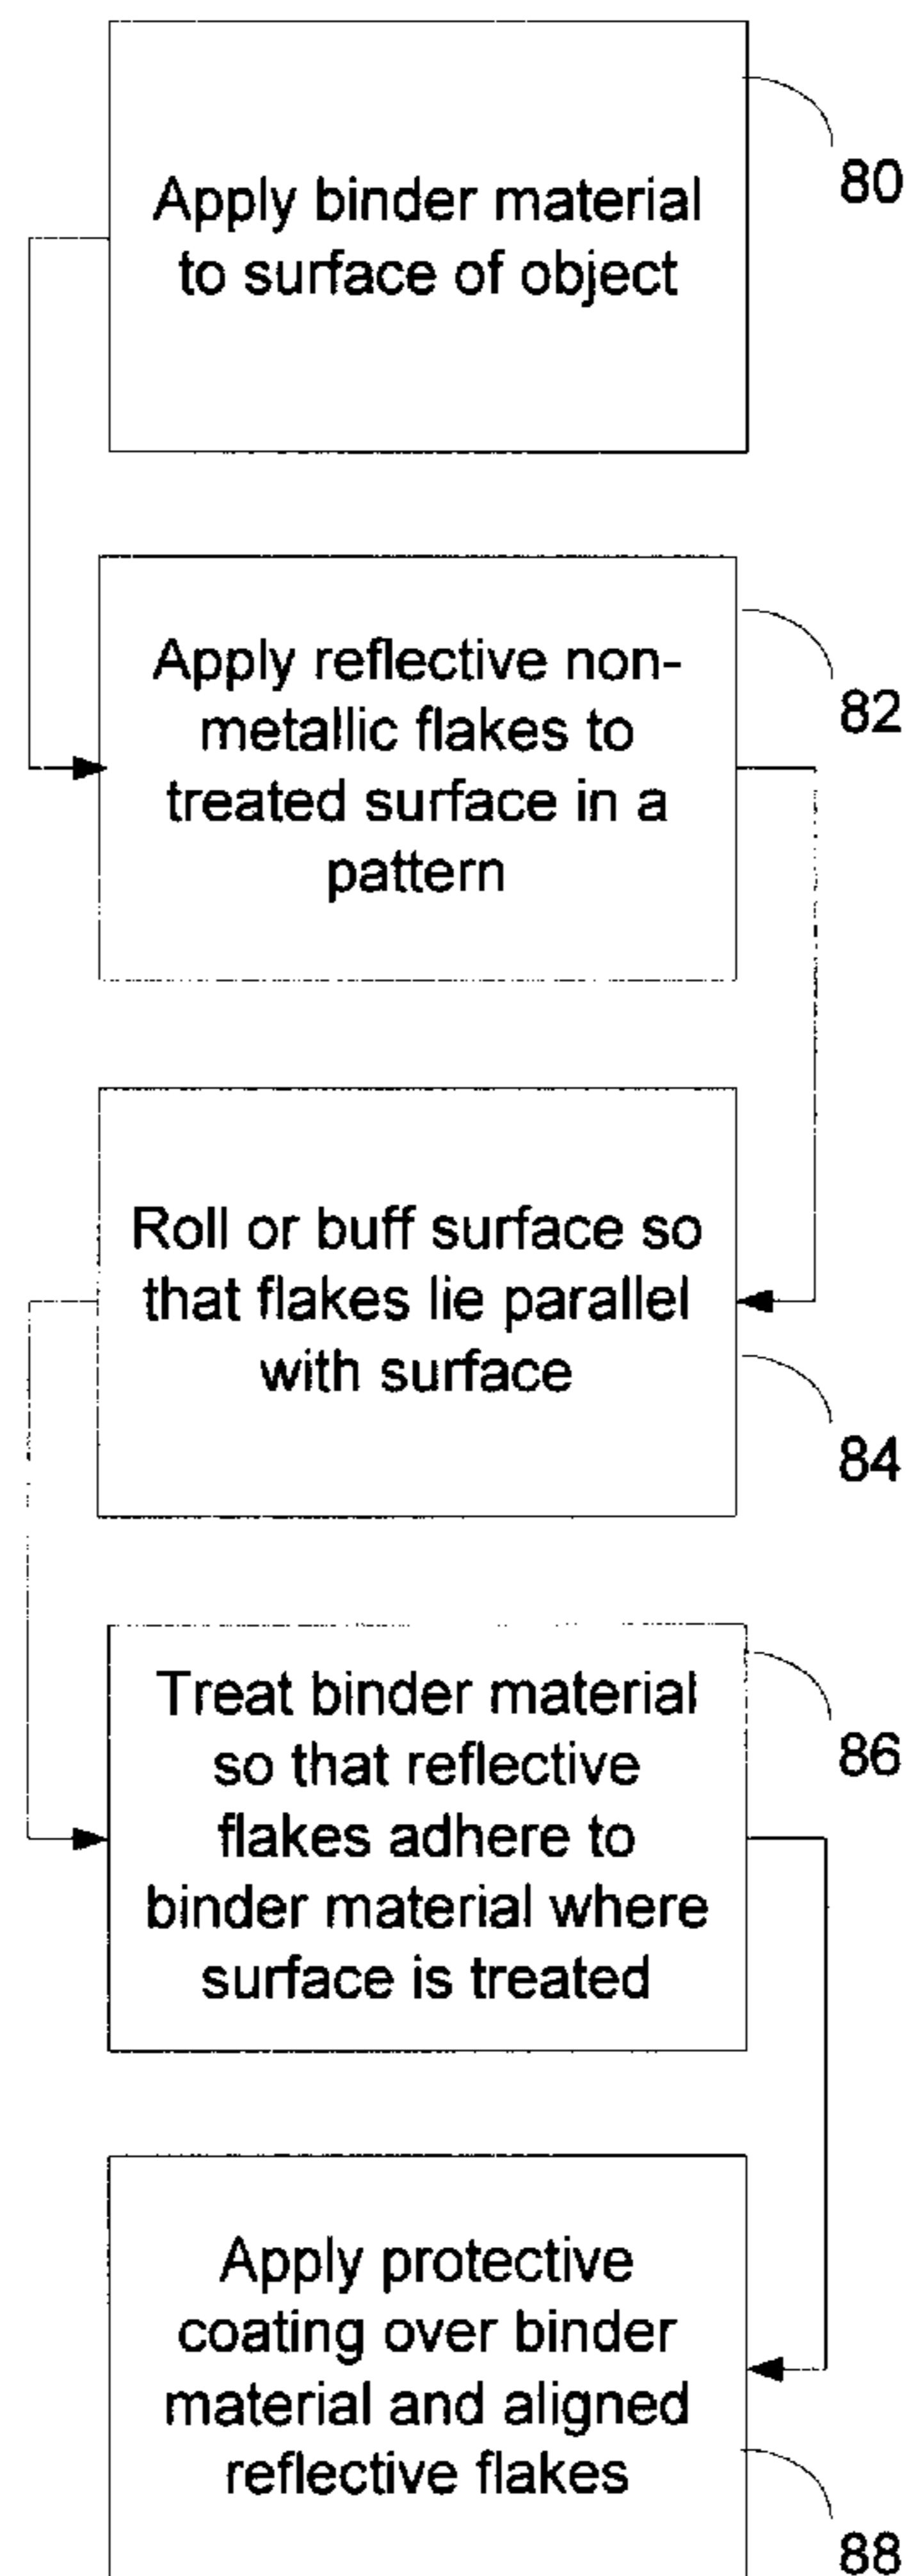 Apply binder material
to surface of object
80
Apply reflective non-
metallic flakes to
treated surface in a
pattern
82
Roll or buff surface so
that flakes lie parallel
with surface
84
Treat binder material
so that reflective
flakes adhere to
binder material where
surface is treated
86
Apply protective
coating over binder
material and aligned
reflective flakes
88